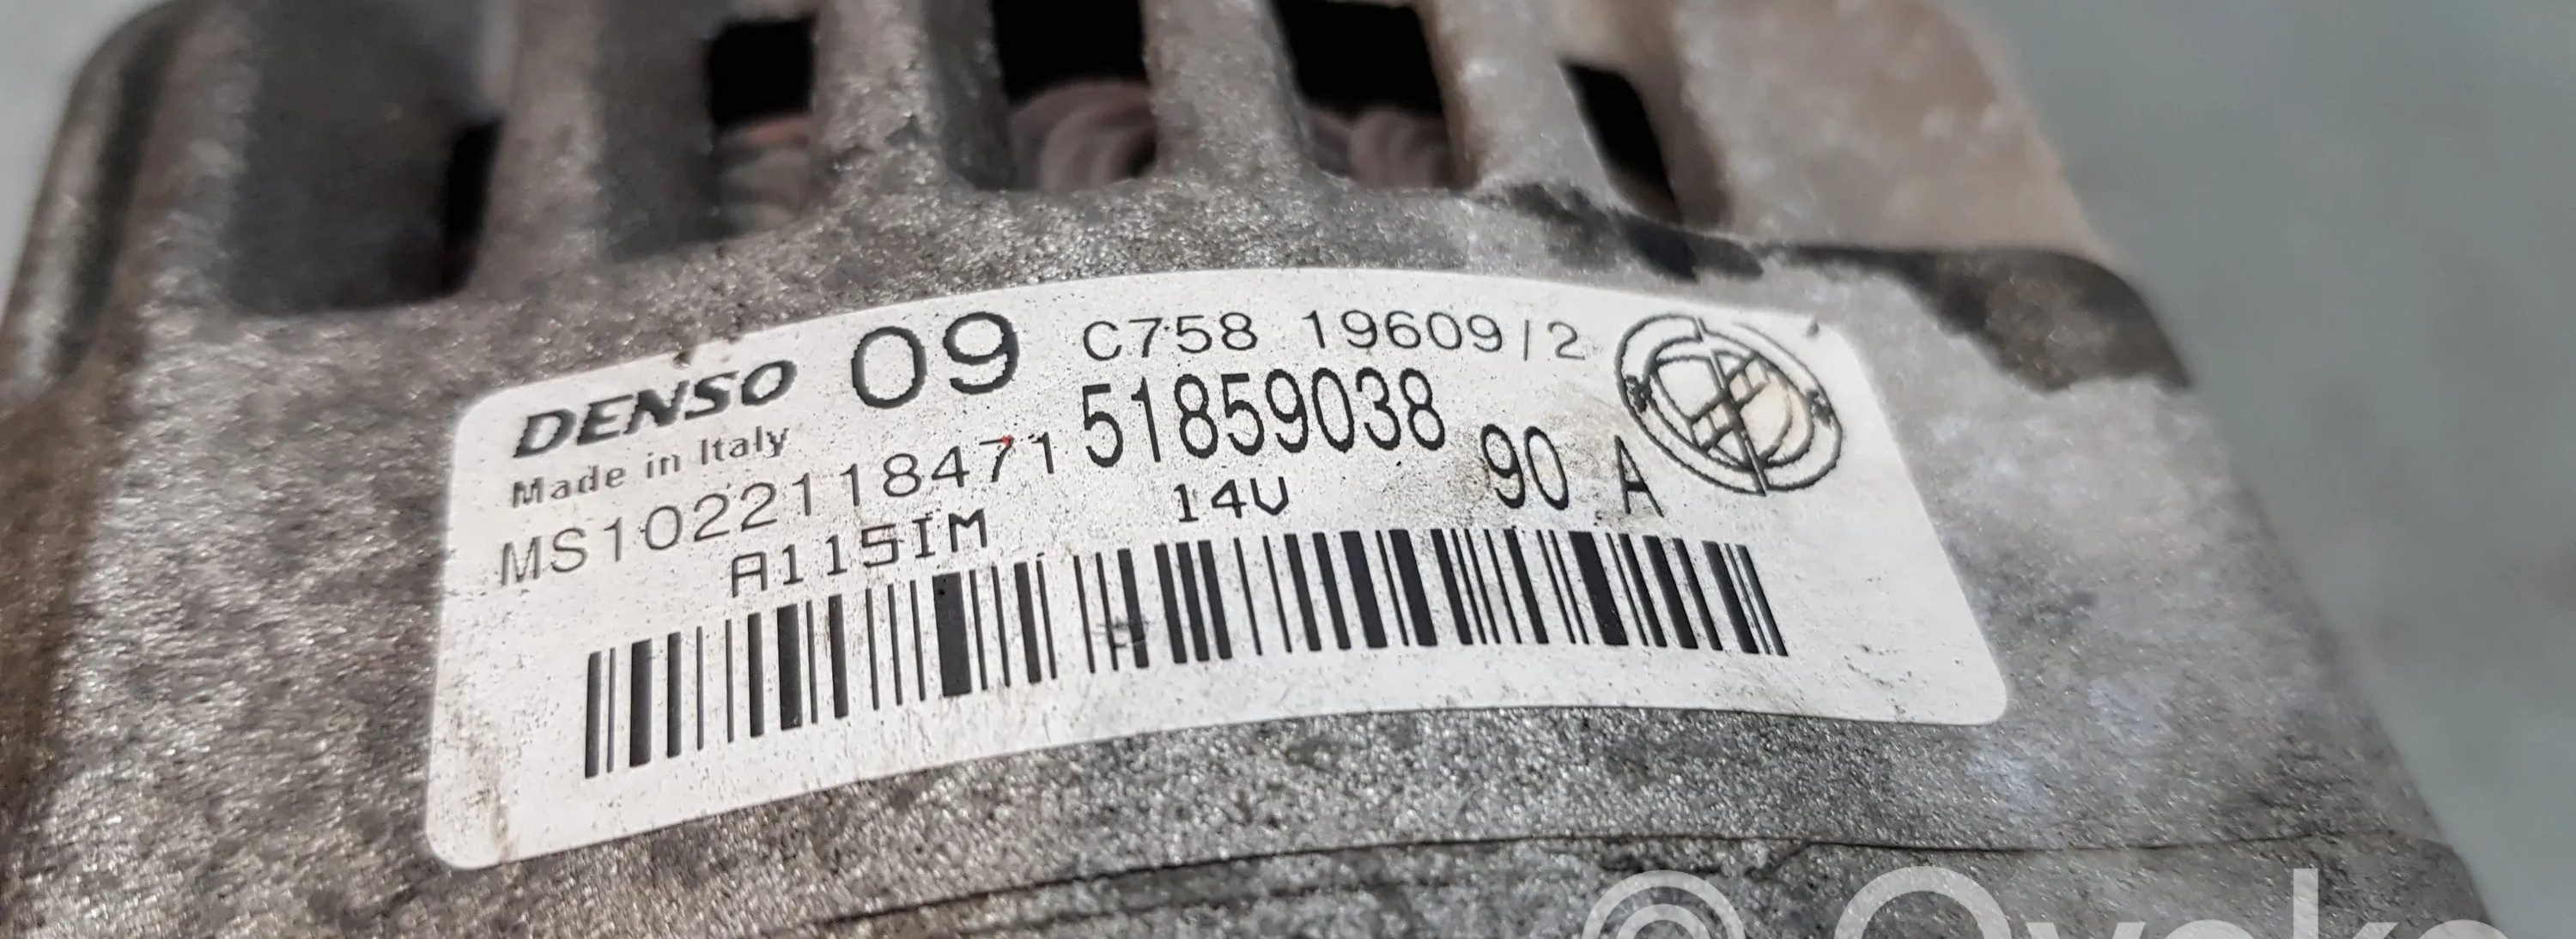 DENSO 09 C758 19609/2
Made in Italy 51859038
MS1022118471 14V 90 A
A115IM